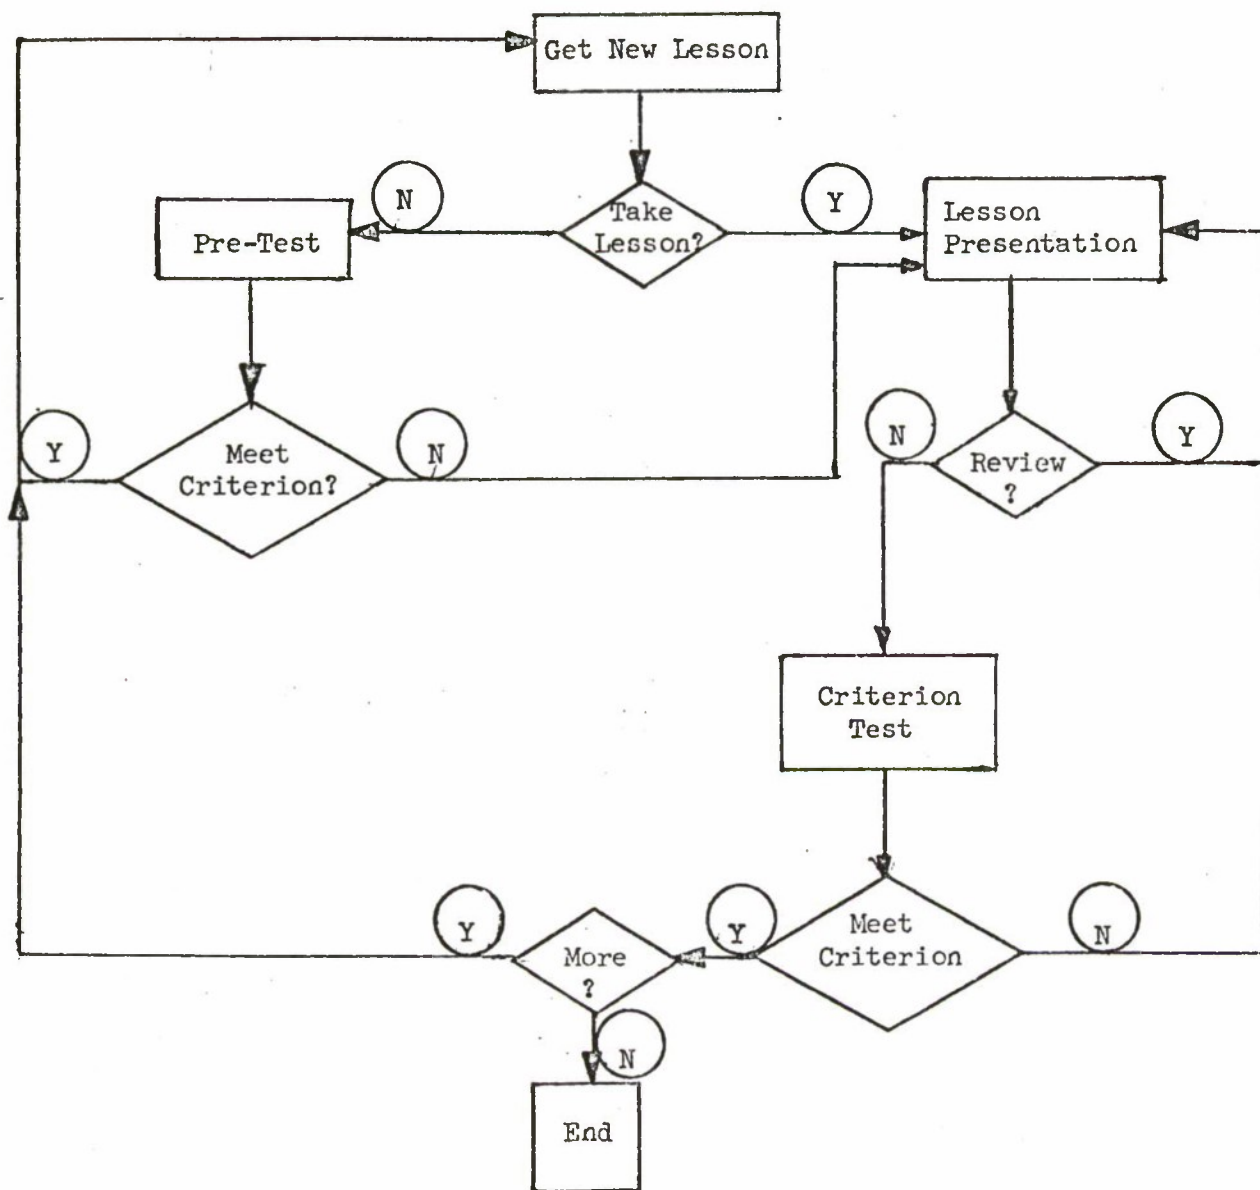 Get New Lesson
N
Take
Lesson?
Y
Pre-Test
Lesson
Presentation
Y
Meet
Criterion?
N
N
Review
?
Y
Criterion
Test
Y
More
?
Y
Meet
Criterion
N
N
End